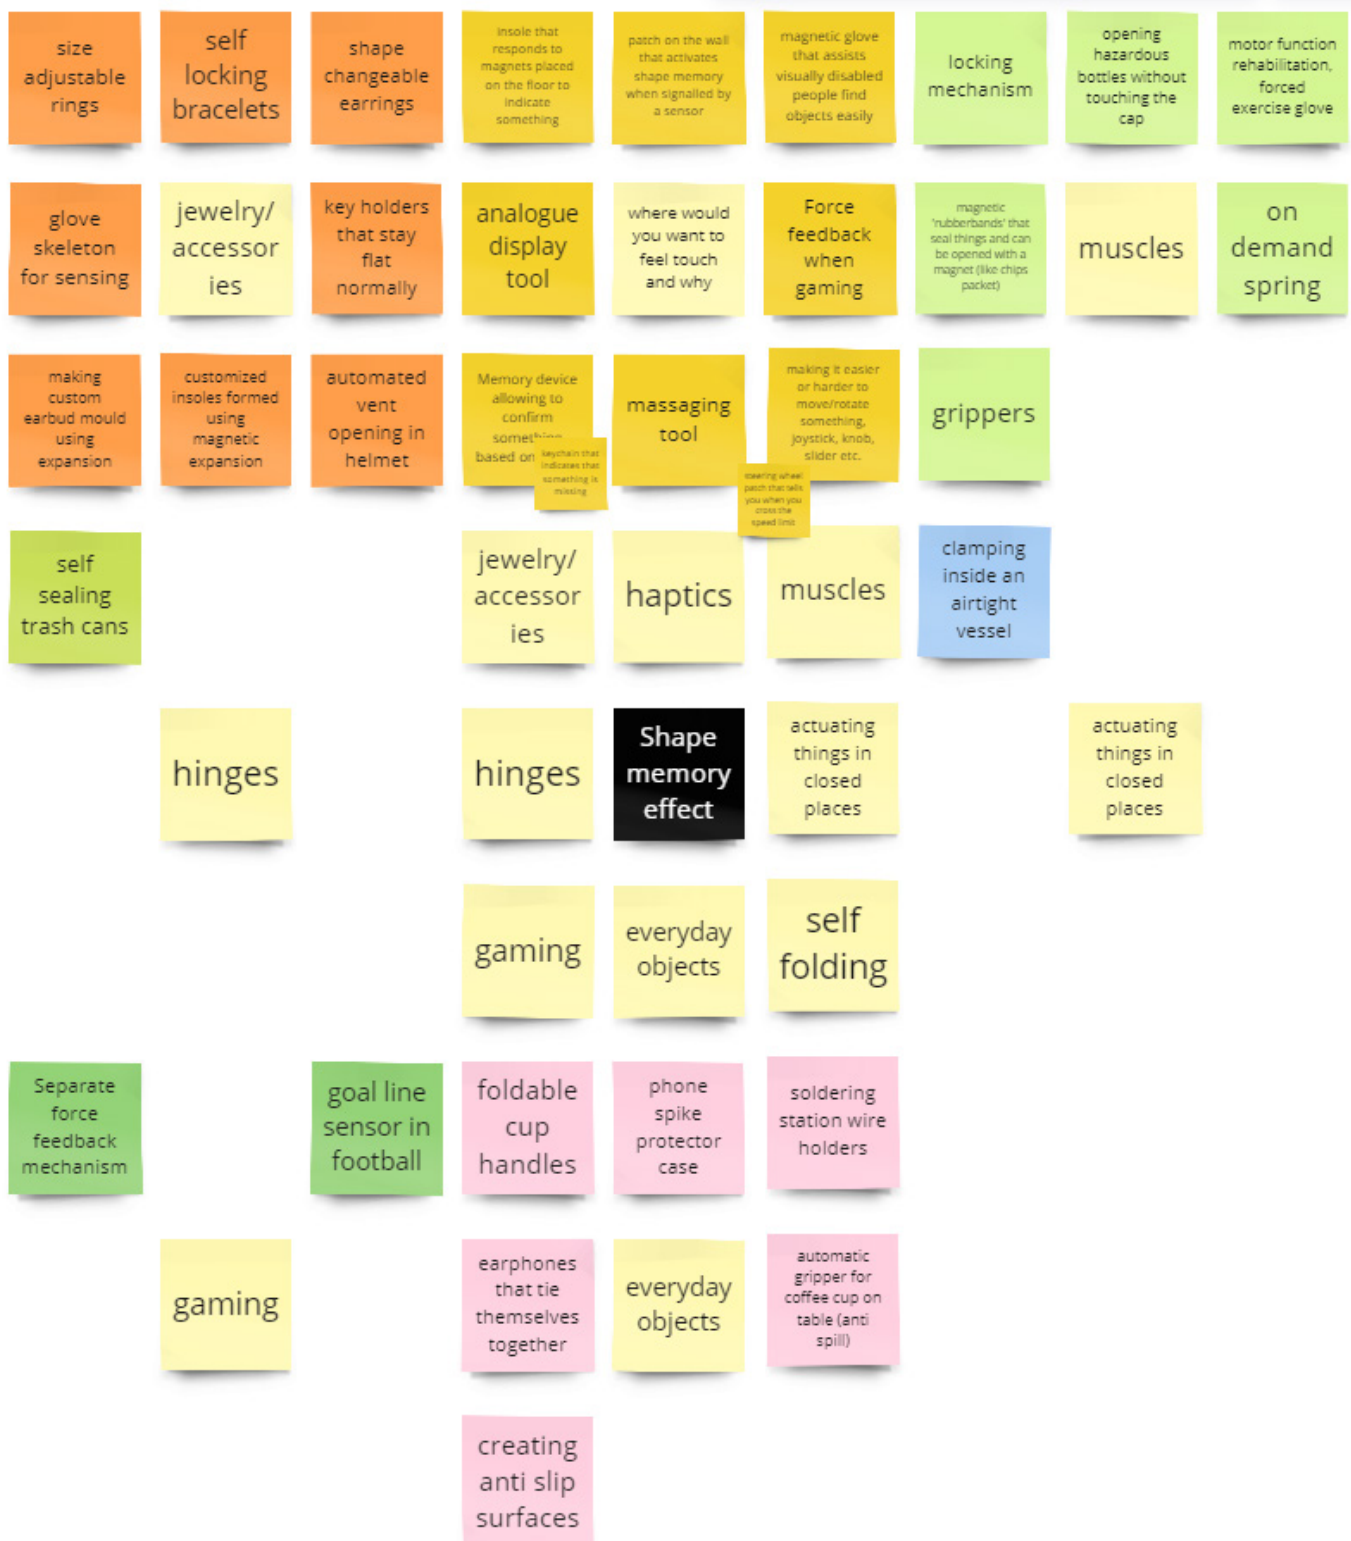 size
adjustable
rings
self
locking
bracelets
shape
changeable
earrings
Insole that
responds to
magnets placed
on the floor to
indicate
something
patch on the wall
that activates
shape memory
when signalled by
a sensor
magnetic glove
that assists
visually disabled
people find
objects easily
locking
mechanism
opening
hazardous
bottles without
touching the
cap
motor function
rehabilitation,
forced
exercise glove
glove
skeleton
for sensing
jewelry/
accessor
ies
key holders
that stay
flat
normally
analogue
display
tool
where would
you want to
feel touch
and why
Force
feedback
when
gaming
magnetic
'rubberbands' that
seal things and can
be opened with a
magnet (like chips
packet)
muscles
on
demand
spring
making
custom
earbud mould
using
expansion
customized
insoles formed
using
magnetic
expansion
automated
vent
opening in
helmet
Memory device
allowing to
confirm
something
based on
keychain that
indicates that
something is
missing
massaging
tool
making it easier
or harder to
move/rotate
something,
joystick, knob,
slider etc.
steering wheel
patch that tells
you when you
cross the
speed limit
grippers
self
sealing
trash cans
jewelry/
accessor
ies
haptics
muscles
clamping
inside an
airtight
vessel
hinges
hinges
Shape
memory
effect
actuating
things in
closed
places
actuating
things in
closed
places
gaming
everyday
objects
self
folding
Separate
force
feedback
mechanism
goal line
sensor in
football
foldable
cup
handles
phone
spike
protector
case
soldering
station wire
holders
gaming
earphones
that tie
themselves
together
everyday
objects
automatic
gripper for
coffee cup on
table (anti
spill)
creating
anti slip
surfaces